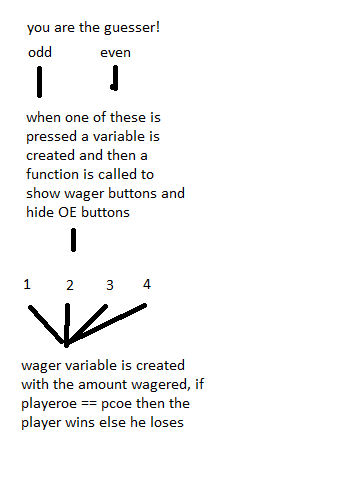 you are the guesser!
odd even
when one of these is
pressed a variable is
created and then a
function is called to
show wager buttons and
hide OE buttons
1 2 3 4
wager variable is created
with the amount wagered, if
playeroe == pcoe then the
player wins else he loses